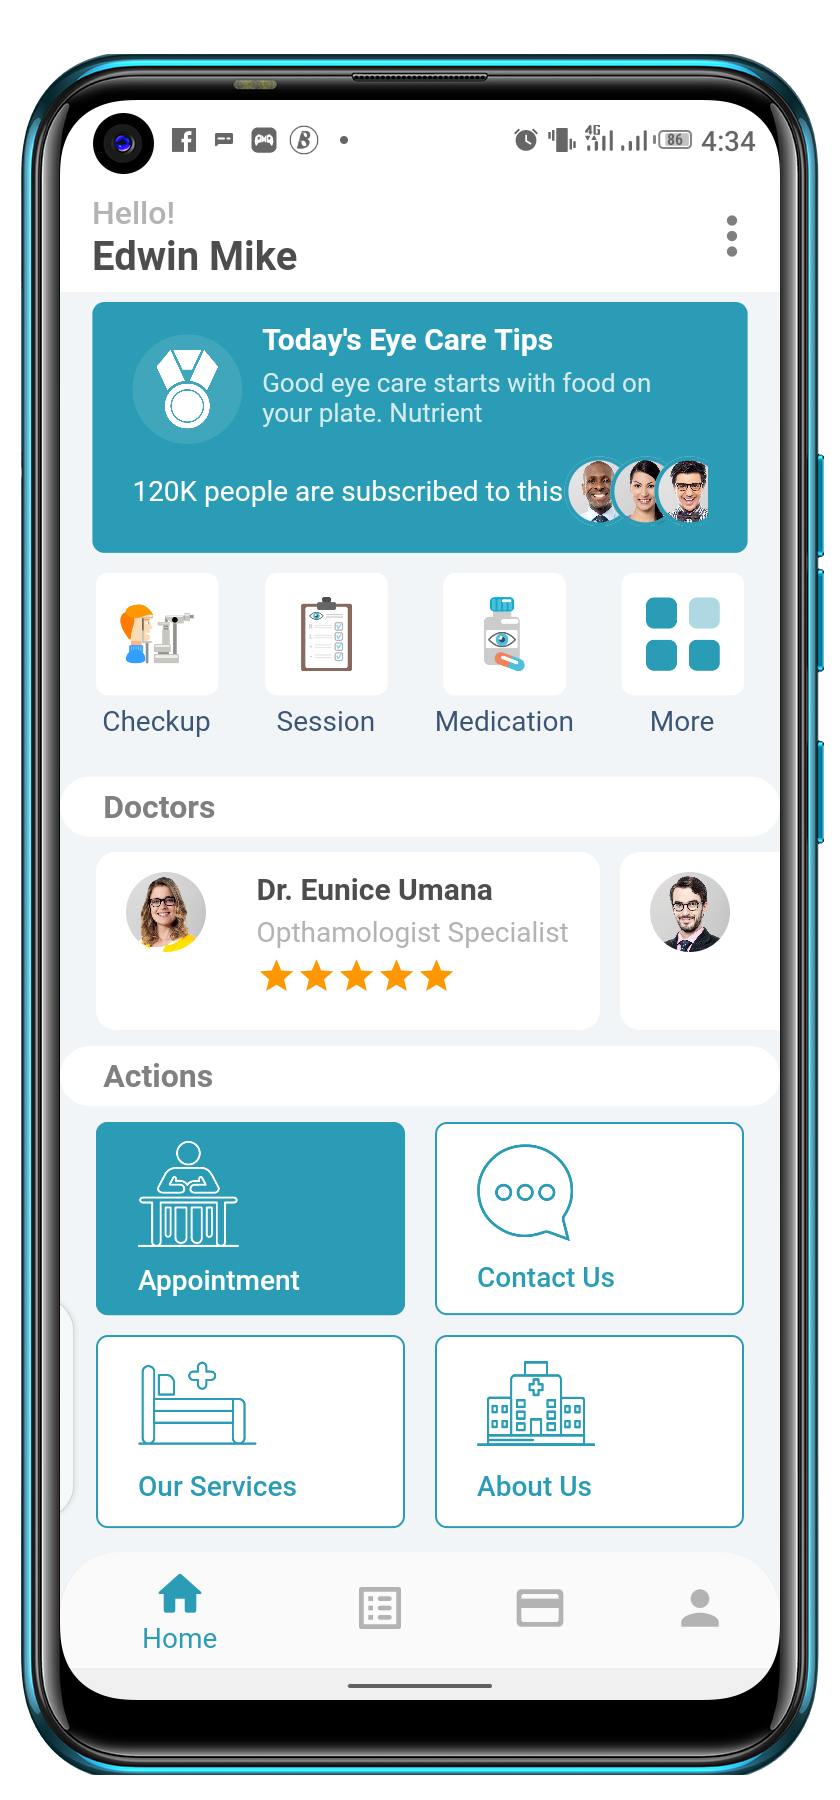 4G
86
4:34
Hello!
Edwin Mike
Today's Eye Care Tips
Good eye care starts with food on
your plate. Nutrient
120K people are subscribed to this
Checkup
Session
Medication
More
Doctors
Dr. Eunice Umana
Opthamologist Specialist
Actions
Appointment
Contact Us
Our Services
About Us
Home